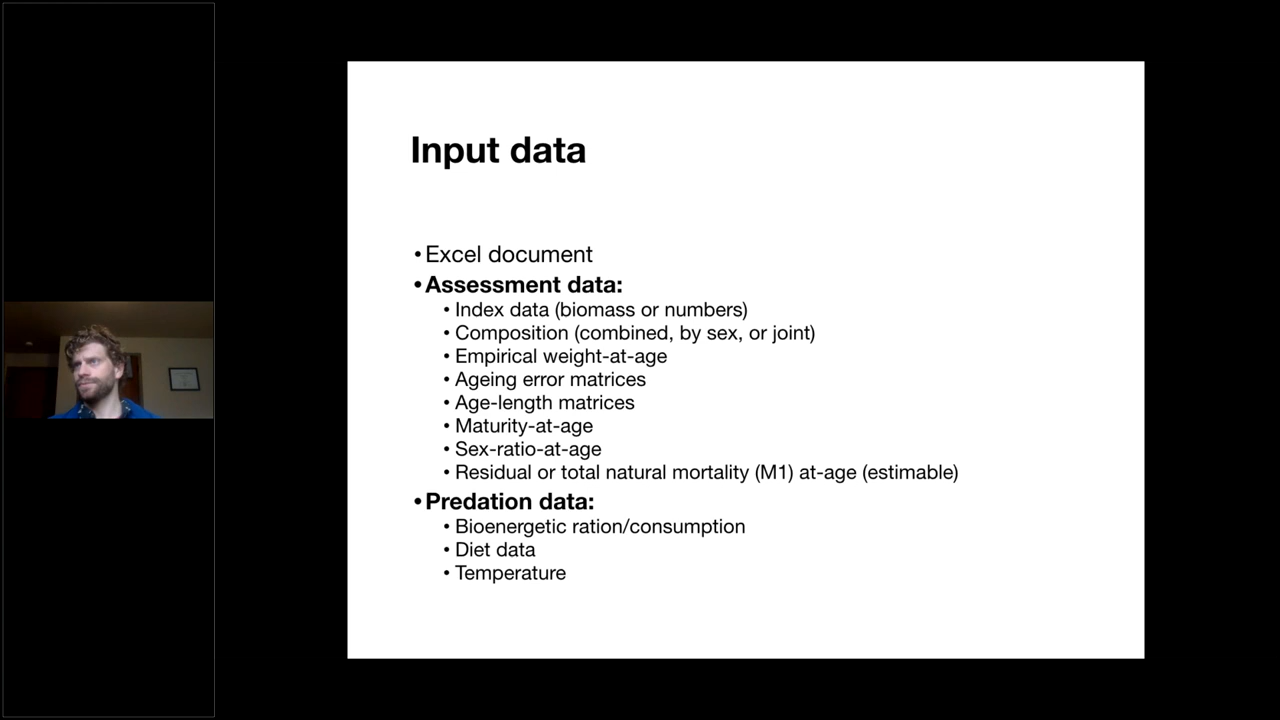 Input data
• Excel document
• Assessment data:
• Index data (biomass or numbers)
• Composition (combined, by sex, or joint)
• Empirical weight-at-age
• Ageing error matrices
• Age-length matrices
• Maturity-at-age
• Sex-ratio-at-age
• Residual or total natural mortality (M1) at-age (estimable)
• Predation data:
• Bioenergetic ration/consumption
• Diet data
• Temperature